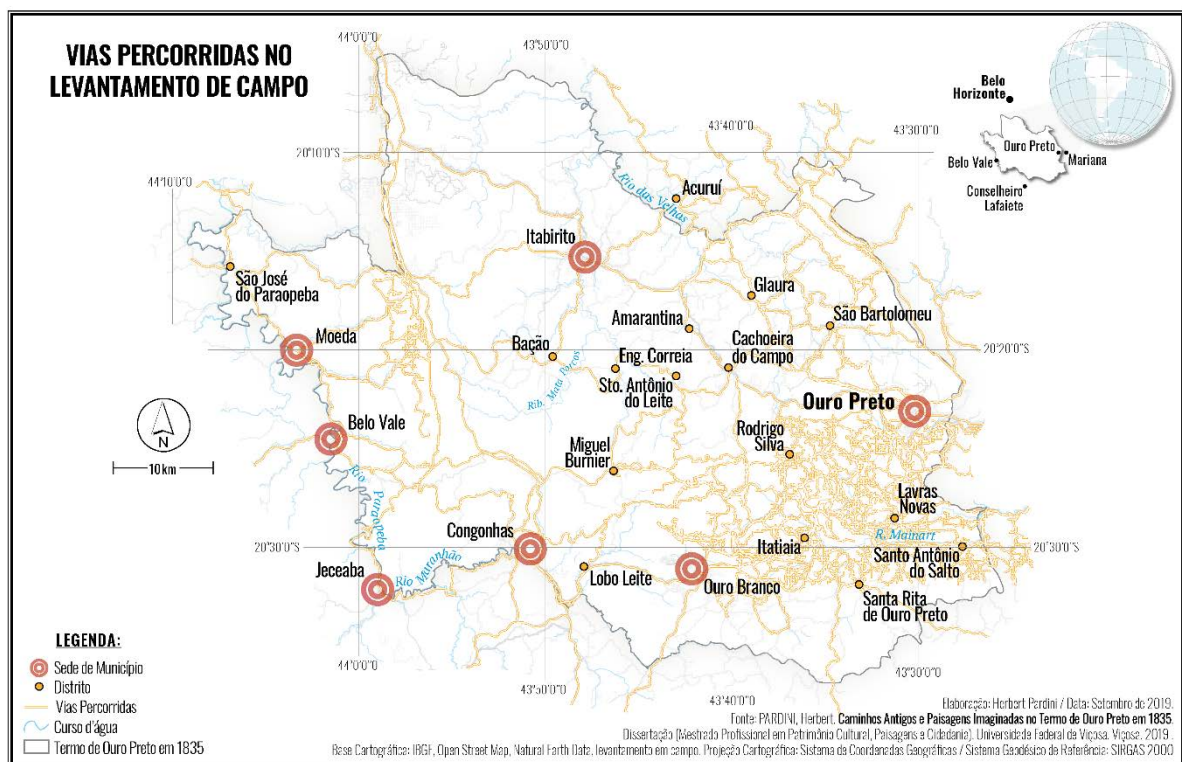 VIAS PERCORRIDAS NO
LEVANTAMENTO DE CAMPO
44°0'0"O
43°50'0"O
43°40'0"O
43°30'0"O
20°10'0"S
44°10'0"O
Belo
Horizonte
Ouro Preto
Mariana
Belo Vale
Conselheiro
Lafaiete
Rio das Velhas
Acuruí
Itabirito
São José
do Paraopeba
Glaura
Amarantina
São Bartolomeu
Moeda
Bação
Eng. Correia
Cachoeira
do Campo
20°20'0"S
Rib. Mata Porcos
Sto. Antônio
do Leite
Ouro Preto
N
10 km
Belo Vale
Miguel
Burnier
Rodrigo
Silva
Rio Paraopeba
Lavras
Novas
Congonhas
R. Mainart
20°30'0"S
Itatiaia
20°30'0"S
Santo Antônio
do Salto
Jeceaba
Rio Maranhão
Lobo Leite
Ouro Branco
Santa Rita
de Ouro Preto
LEGENDA:
Sede de Município
Distrito
Vias Percorridas
Curso d'água
Termo de Ouro Preto em 1835
44°0'0"O
43°50'0"O
43°40'0"O
43°30'0"O
Elaboração: Herbert Pardini / Data: Setembro de 2019.
Fonte: PARDINI, Herbert. Caminhos Antigos e Paisagens Imaginadas no Termo de Ouro Preto em 1835.
Dissertação (Mestrado Profissional em Patrimônio Cultural, Paisagens e Cidadania). Universidade Federal de Viçosa. Viçosa, 2019.
Base Cartográfica: IBGE, Open Street Map, Natural Farth Data, levantamento em campo. Projeção Cartográfica: Sistema de Coordenadas Geográficas / Sistema Geodésico de Referência: SIRGAS 2000